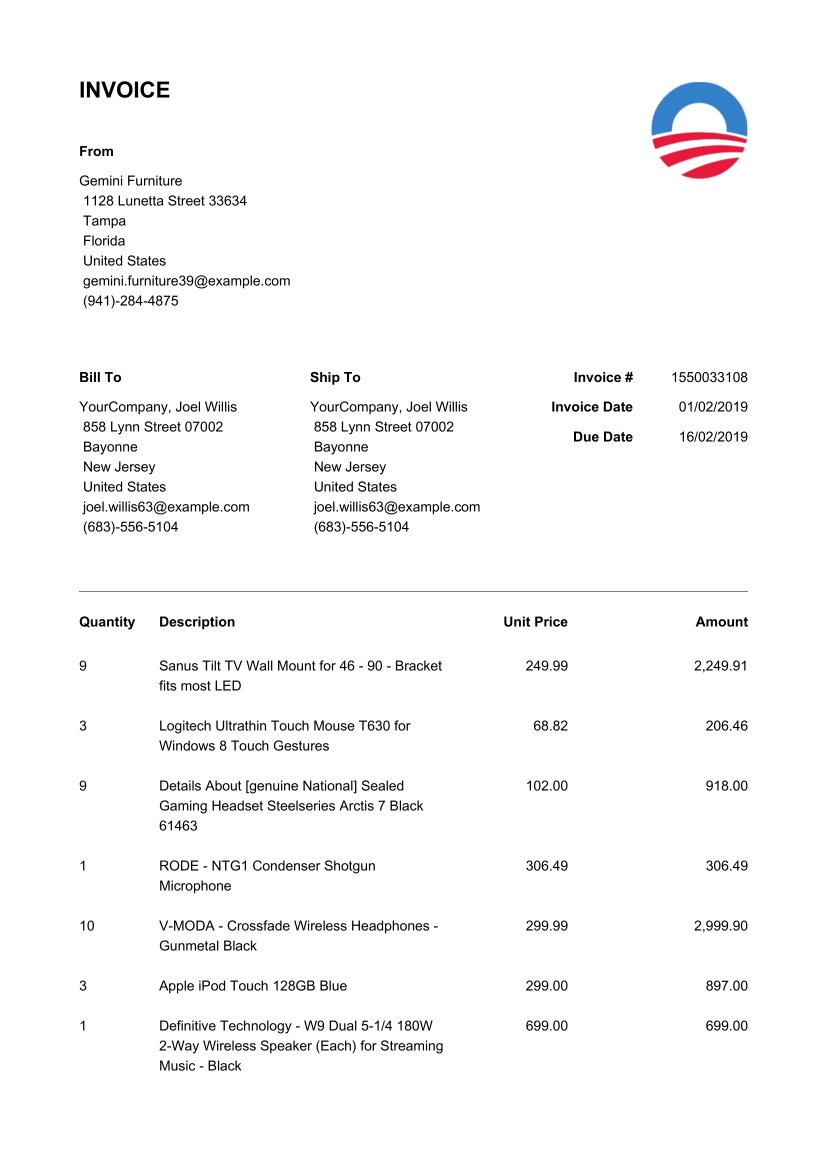 INVOICE
From
Gemini Furniture
1128 Lunetta Street 33634
Tampa
Florida
United States
gemini.furniture39@example.com
(941)-284-4875
Bill To
YourCompany, Joel Willis
858 Lynn Street 07002
Bayonne
New Jersey
United States
joel.willis63@example.com
(683)-556-5104
Ship To
YourCompany, Joel Willis
858 Lynn Street 07002
Bayonne
New Jersey
United States
joel.willis63@example.com
(683)-556-5104
Invoice # 1550033108
Invoice Date 01/02/2019
Due Date 16/02/2019
Quantity Description Unit Price Amount
9 Sanus Tilt TV Wall Mount for 46 - 90 - Bracket 249.99 2,249.91
fits most LED
3 Logitech Ultrathin Touch Mouse T630 for 68.82 206.46
Windows 8 Touch Gestures
9 Details About [genuine National] Sealed 102.00 918.00
Gaming Headset Steelseries Arctis 7 Black
61463
1 RODE - NTG1 Condenser Shotgun 306.49 306.49
Microphone
10 V-MODA - Crossfade Wireless Headphones - 299.99 2,999.90
Gunmetal Black
3 Apple iPod Touch 128GB Blue 299.00 897.00
1 Definitive Technology - W9 Dual 5-1/4 180W 699.00 699.00
2-Way Wireless Speaker (Each) for Streaming
Music - Black